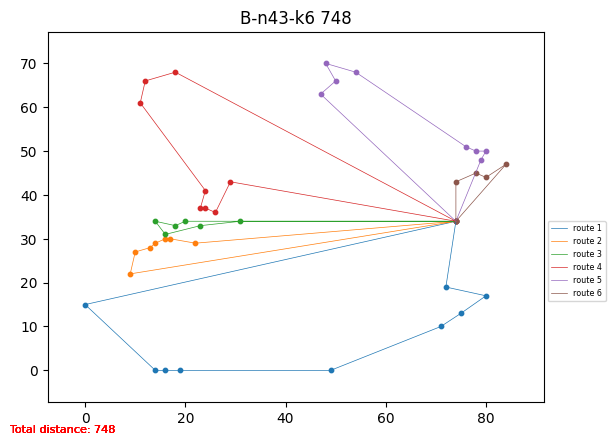 B-n43-k6 748
70
60
50
40
30
20
10
0
0 20 40 60 80
route 1
route 2
route 3
route 4
route 5
route 6
Total distance: 748